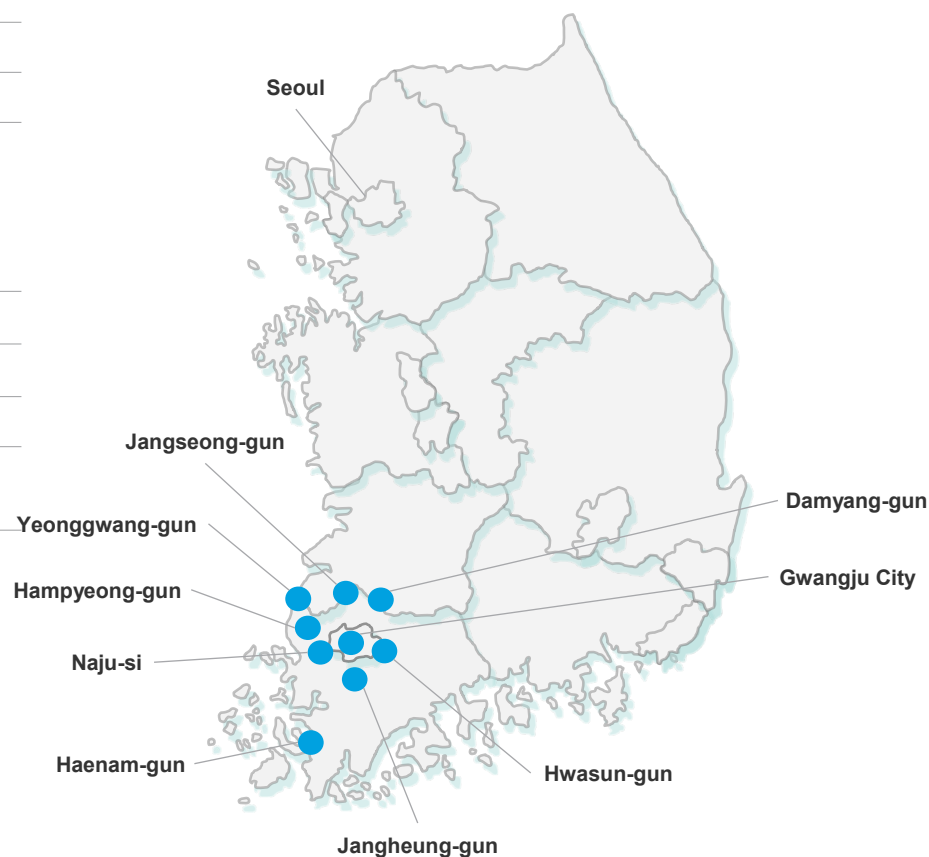 Seoul
Jangseong-gun
Damyang-gun
Yeonggwang-gun
Gwangju City
Hampyeong-gun
Naju-si
Haenam-gun
Hwasun-gun
Jangheung-gun